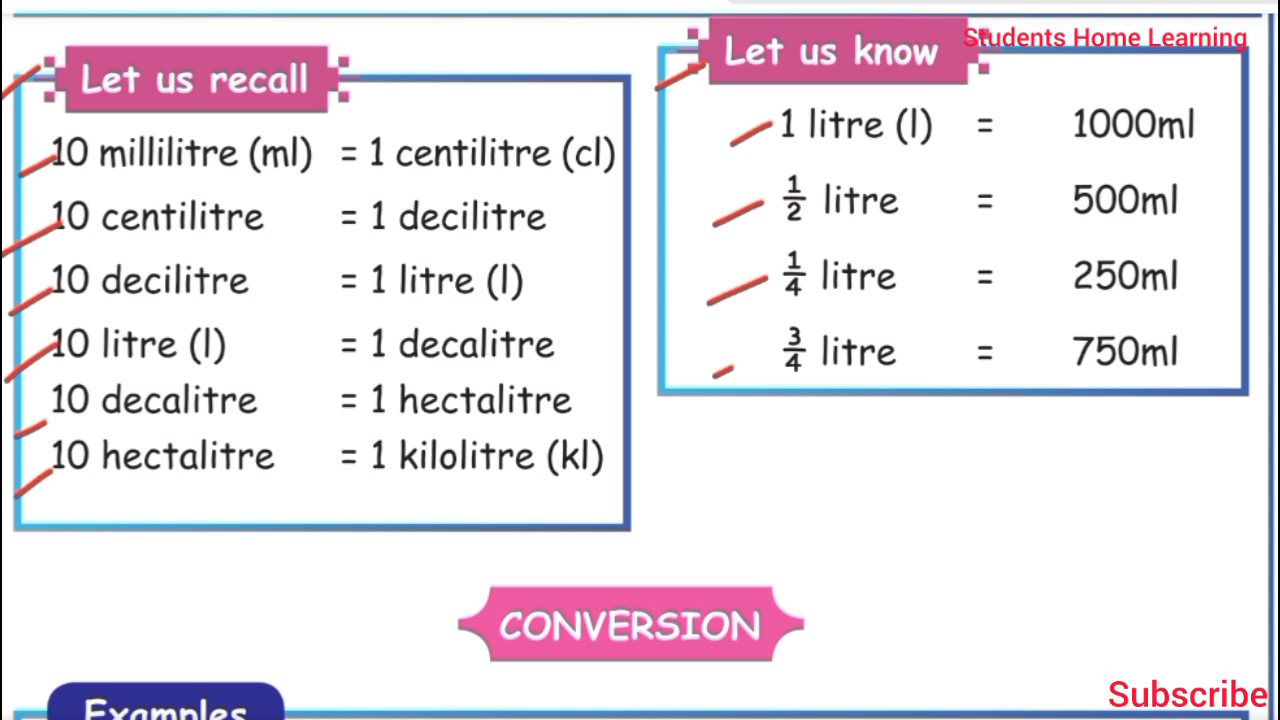 Students Home Learning
Let us recall
10 millilitre (ml) = 1 centilitre (cl)
10 centilitre = 1 decilitre
10 decilitre = 1 litre (l)
10 litre (l) = 1 decalitre
10 decalitre = 1 hectalitre
10 hectalitre = 1 kilolitre (kl)
Let us know
1 litre (l) = 1000ml
1/2 litre = 500ml
1/4 litre = 250ml
3/4 litre = 750ml
CONVERSION
Examples
Subscribe